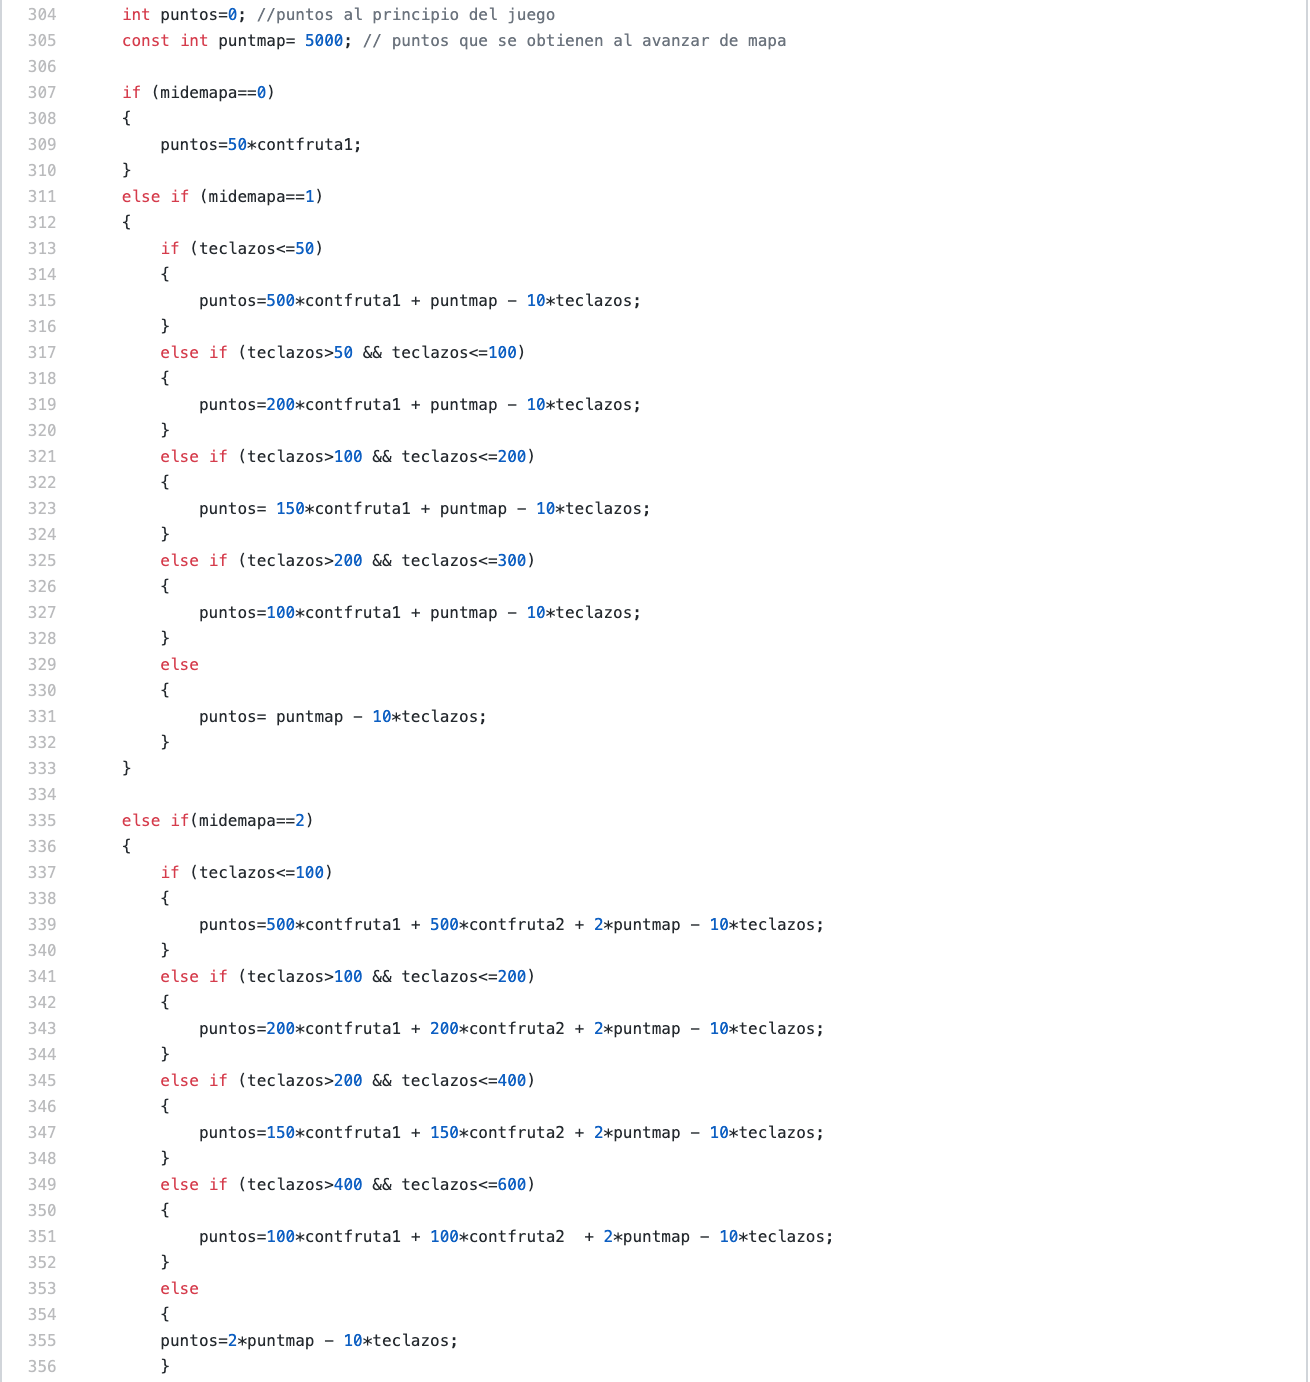 304 int puntos=0; //puntos al principio del juego
305 const int puntmap= 5000; // puntos que se obtienen al avanzar de mapa
306
307 if (midemapa==0)
308 {
309 puntos=50*contfruta1;
310 }
311 else if (midemapa==1)
312 {
313 if (teclazos<=50)
314 {
315 puntos=500*contfruta1 + puntmap - 10*teclazos;
316 }
317 else if (teclazos>50 && teclazos<=100)
318 {
319 puntos=200*contfruta1 + puntmap - 10*teclazos;
320 }
321 else if (teclazos>100 && teclazos<=200)
322 {
323 puntos= 150*contfruta1 + puntmap - 10*teclazos;
324 }
325 else if (teclazos>200 && teclazos<=300)
326 {
327 puntos=100*contfruta1 + puntmap - 10*teclazos;
328 }
329 else
330 {
331 puntos= puntmap - 10*teclazos;
332 }
333 }
334
335 else if(midemapa==2)
336 {
337 if (teclazos<=100)
338 {
339 puntos=500*contfruta1 + 500*contfruta2 + 2*puntmap - 10*teclazos;
340 }
341 else if (teclazos>100 && teclazos<=200)
342 {
343 puntos=200*contfruta1 + 200*contfruta2 + 2*puntmap - 10*teclazos;
344 }
345 else if (teclazos>200 && teclazos<=400)
346 {
347 puntos=150*contfruta1 + 150*contfruta2 + 2*puntmap - 10*teclazos;
348 }
349 else if (teclazos>400 && teclazos<=600)
350 {
351 puntos=100*contfruta1 + 100*contfruta2  + 2*puntmap - 10*teclazos;
352 }
353 else
354 {
355 puntos=2*puntmap - 10*teclazos;
356 }